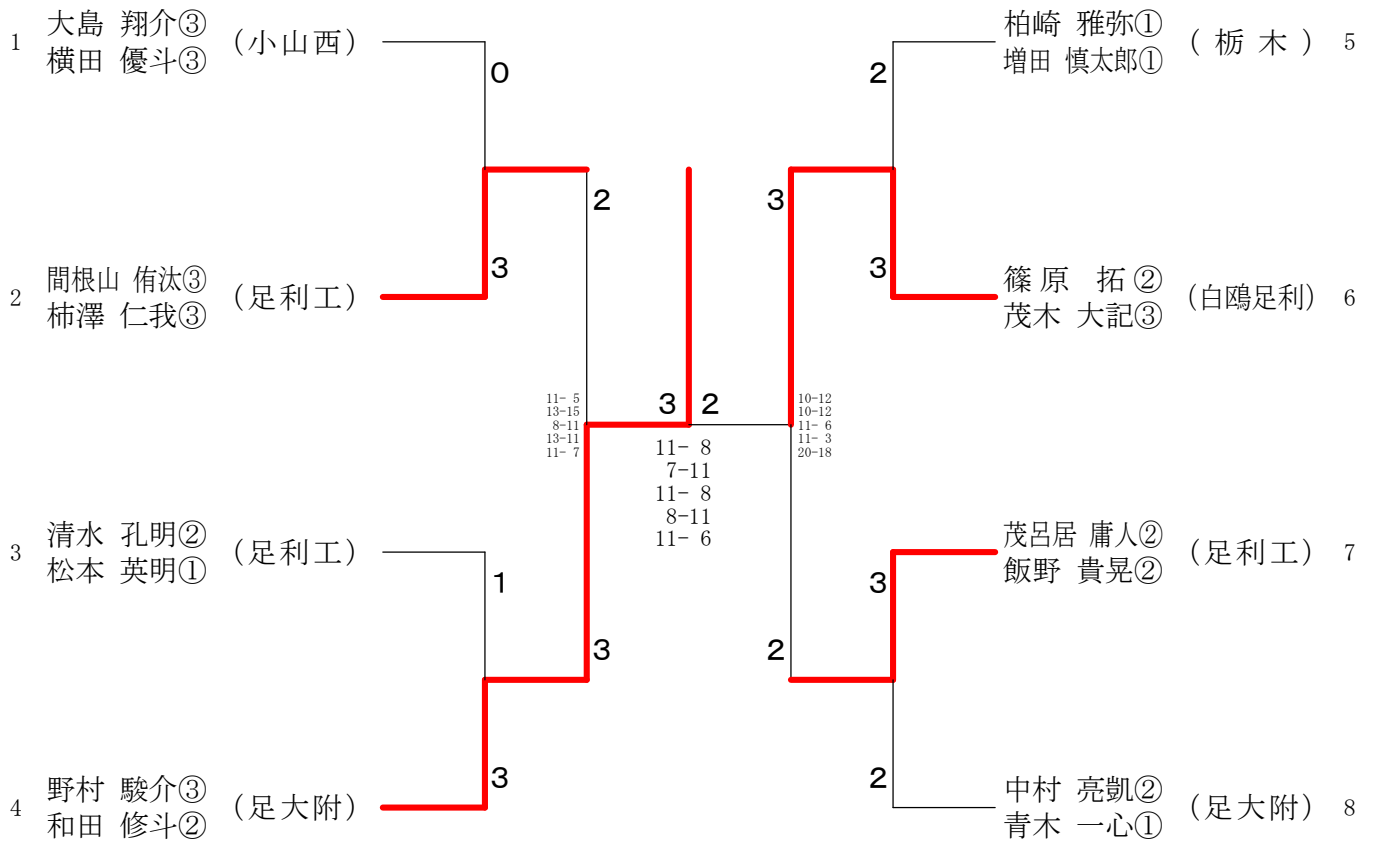 1 大島 翔介③ (小山西)
横田 優斗③
0
2 間根山 侑汰③ (足利工)
柿澤 仁我③
3
2
3 清水 孔明② (足利工)
松本 英明①
1
4 野村 駿介③ (足大附)
和田 修斗②
3
3
11- 5
13-15
8-11
13-11
11- 7
3 2
11- 8
7-11
11- 8
8-11
11- 6
柏崎 雅弥① (栃木) 5
増田 慎太郎①
2
篠原 拓② (白鴎足利) 6
茂木 大記③
3
3
10-12
10-12
11- 6
11- 3
20-18
茂呂居 庸人② (足利工) 7
飯野 貴晃②
3
2
中村 亮凱② (足大附) 8
青木 一心①
2